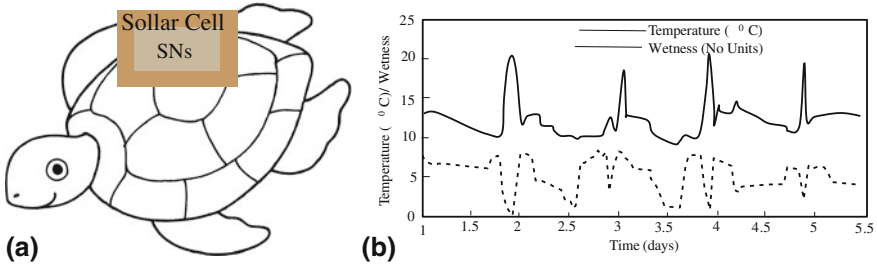 Sollar Cell
SNs
(a)
(b)
Temperature ( ⁰ C)/ Wetness
25
20
15
10
5
0
Temperature ( ⁰ C)
Wetness (No Units)
1 1.5 2 2.5 3 3.5 4 4.5 5 5.5
Time (days)